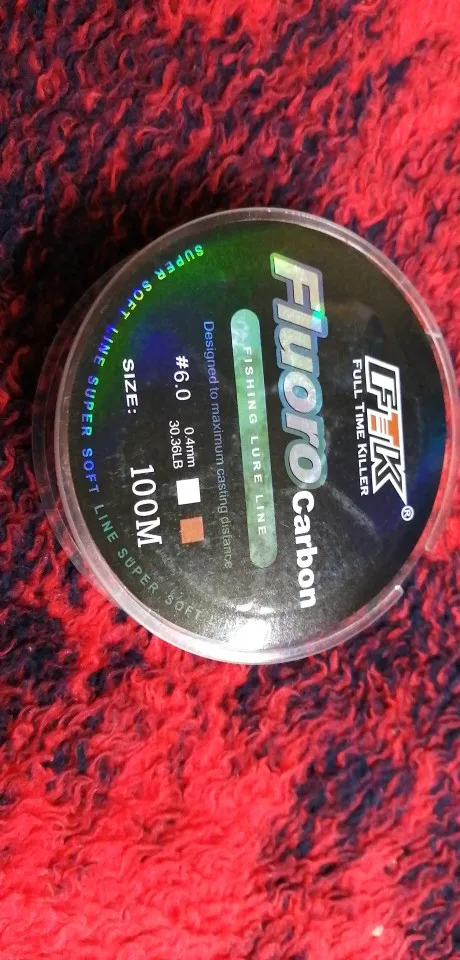 FTK®
FULL TIME KILLER
Fluoro Carbon
FISHING LURE LINE
Designed to maximum casting distance
#6.0 0.4mm
30.36LB
SIZE: 100M
SUPER SOFT LINE SUPER SOFT LINE SUPER SOFT